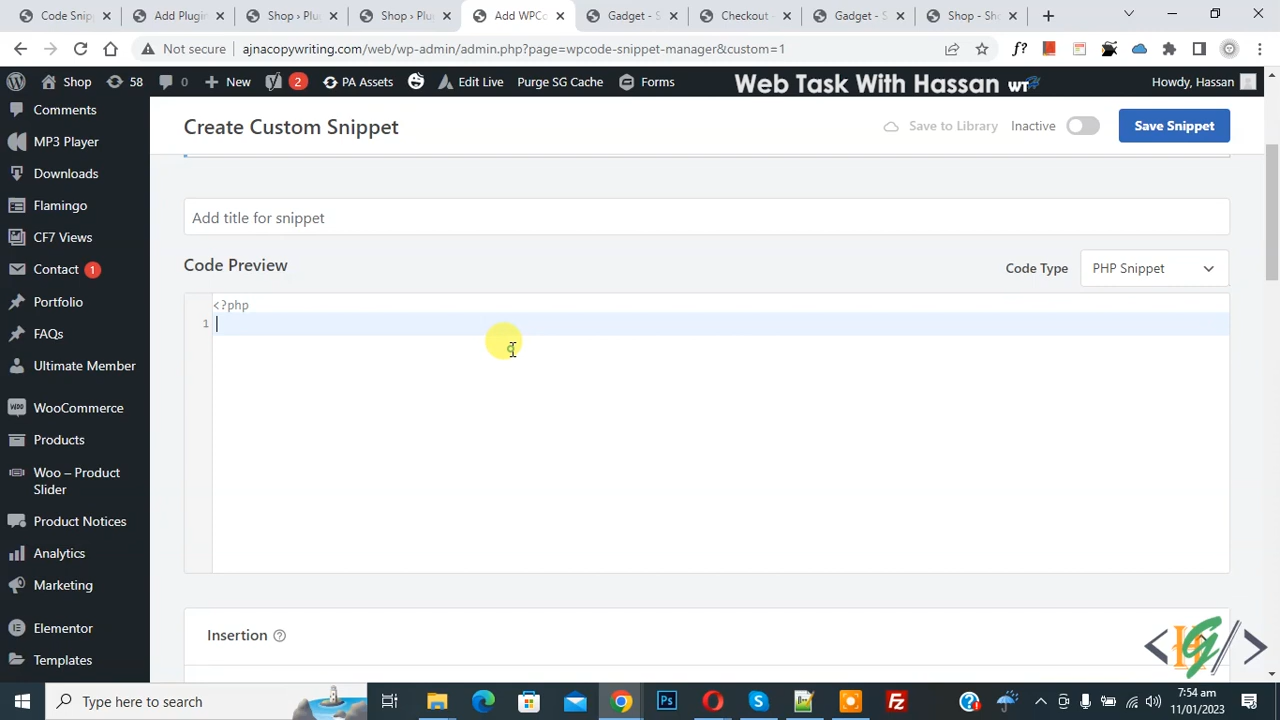 Code Snip
Add Plugin
Shop › Plu
Shop › Plu
Add WPCo
Gadget - S
Checkout -
Gadget - S
Shop - Sho
Not secure
ajnacopywriting.com/web/wp-admin/admin.php?page=wpcode-snippet-manager&custom=1
f?
Shop
58
0
New
2
PA Assets
Edit Live
Purge SG Cache
Forms
Web Task With Hassan
WT
Howdy, Hassan
Comments
MP3 Player
Downloads
Flamingo
CF7 Views
Contact 1
Portfolio
FAQs
Ultimate Member
WooCommerce
Products
Woo – Product
Slider
Product Notices
Analytics
Marketing
Elementor
Templates
Create Custom Snippet
Save to Library
Inactive
Save Snippet
Add title for snippet
Code Preview
Code Type
PHP Snippet
<?php
1
Insertion
Type here to search
7:54 am
11/01/2023